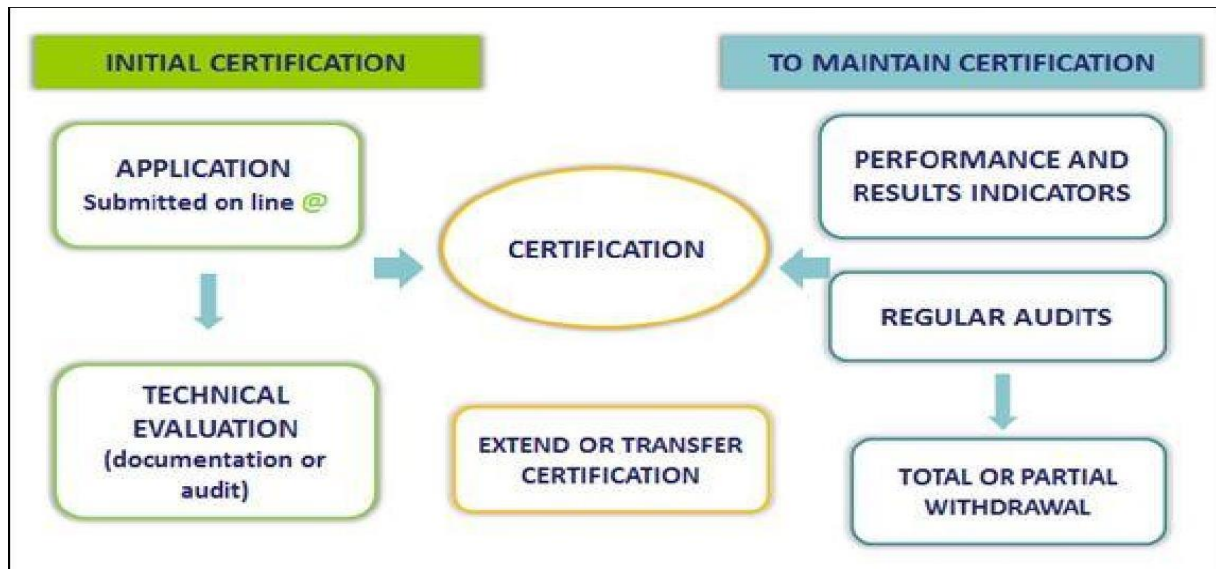 INITIAL CERTIFICATION
APPLICATION
Submitted on line @
TECHNICAL
EVALUATION
(documentation or
audit)
CERTIFICATION
EXTEND OR TRANSFER
CERTIFICATION
TO MAINTAIN CERTIFICATION
PERFORMANCE AND
RESULTS INDICATORS
REGULAR AUDITS
TOTAL OR PARTIAL
WITHDRAWAL